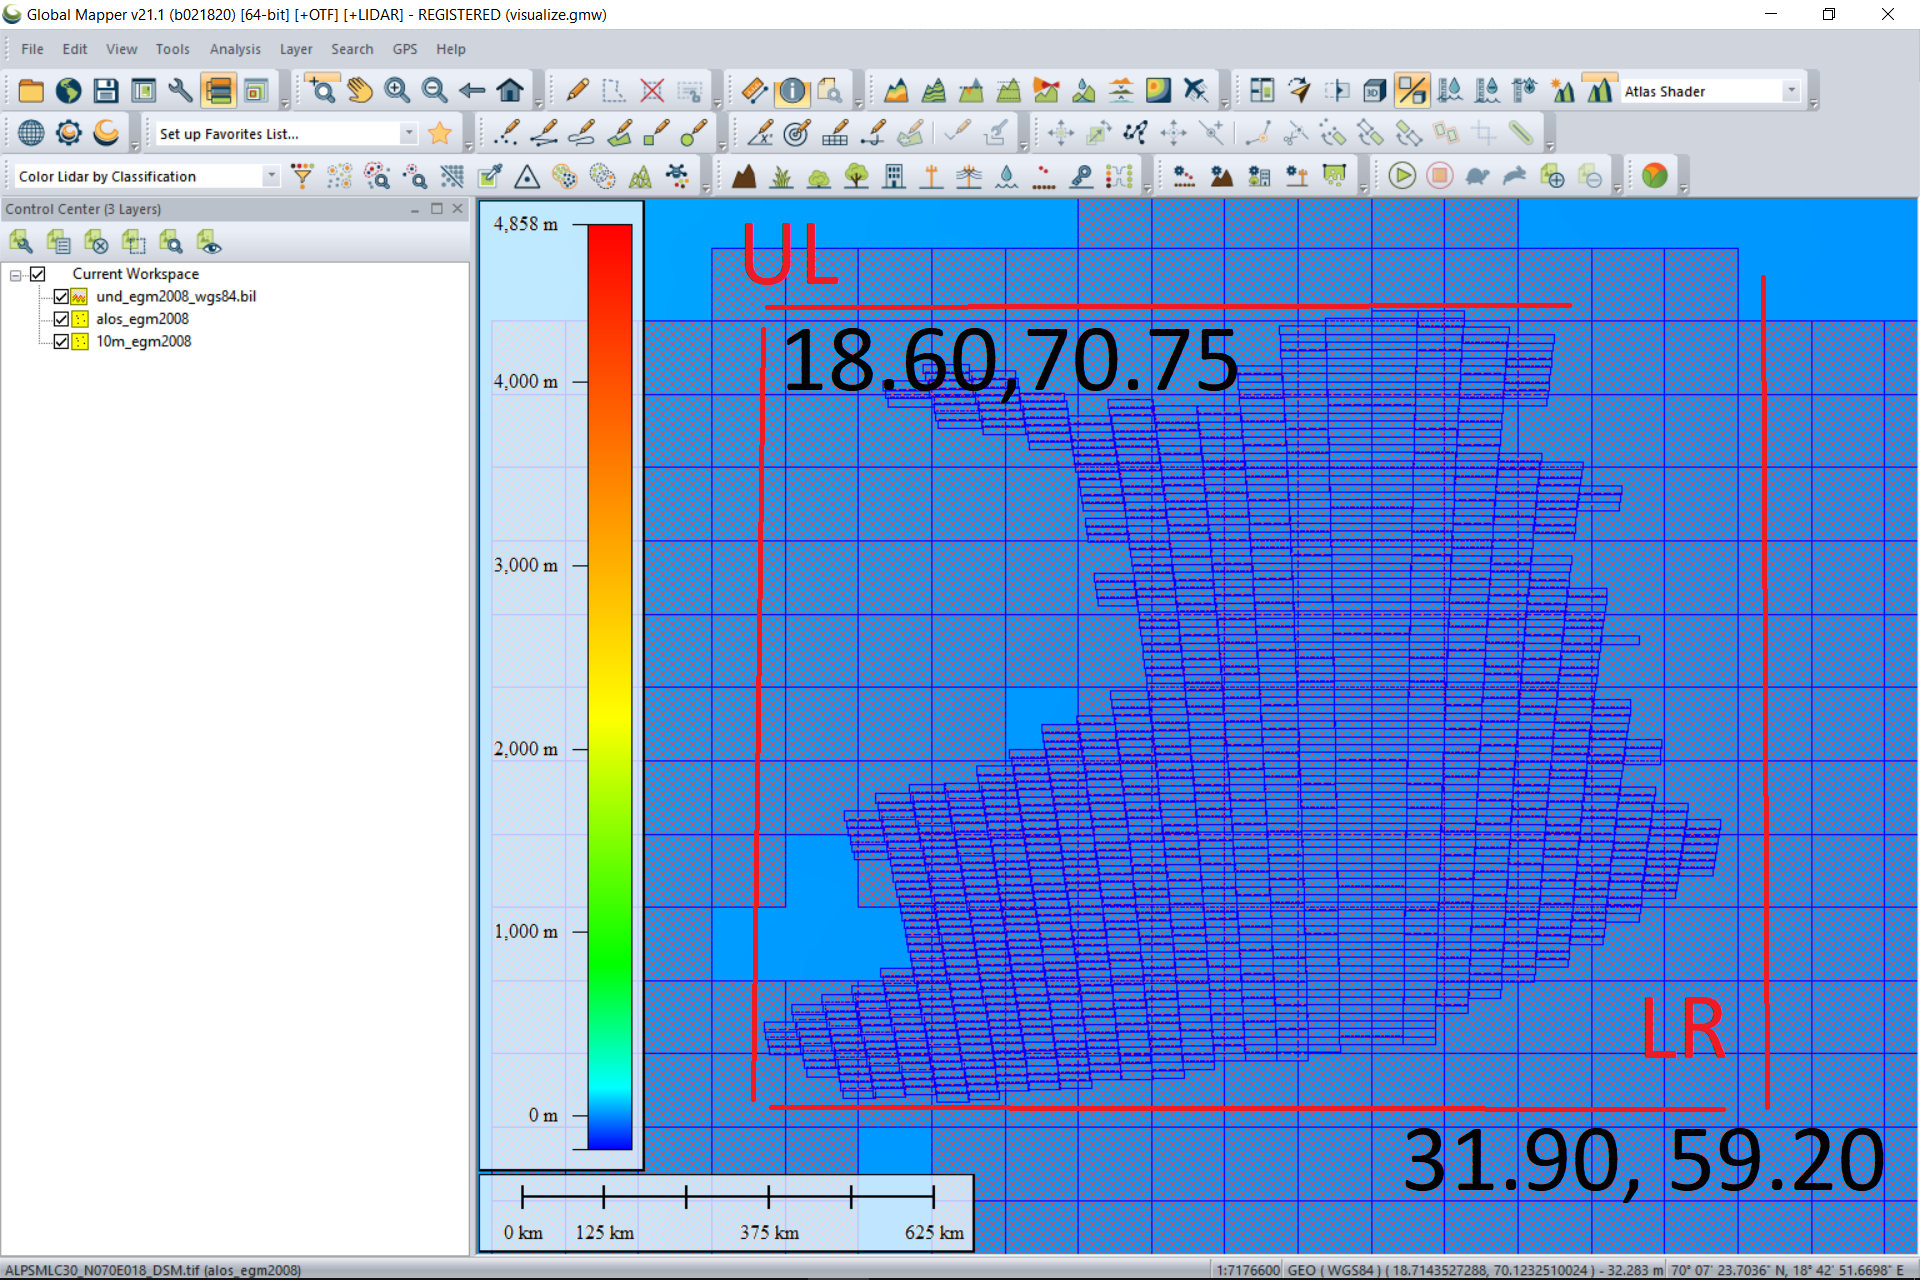 Global Mapper v21.1 (b021820) [64-bit] [+OTF] [+LIDAR] - REGISTERED (visualize.gmw)
File Edit View Tools Analysis Layer Search GPS Help
3D
Atlas Shader
Set up Favorites List...
Color Lidar by Classification
Control Center (3 Layers)
Current Workspace
und_egm2008_wgs84.bil
alos_egm2008
10m_egm2008
4,858 m
4,000 m
3,000 m
2,000 m
1,000 m
0 m
UL
18.60,70.75
LR
31.90, 59.20
0 km 125 km 375 km 625 km
ALPSMLC30_N070E018_DSM.tif (alos_egm2008)
1:7176600 GEO ( WGS84 ) ( 18.7143527288, 70.1232510024 ) - 32.283 m 70° 07' 23.7036" N, 18° 42' 51.6698" E